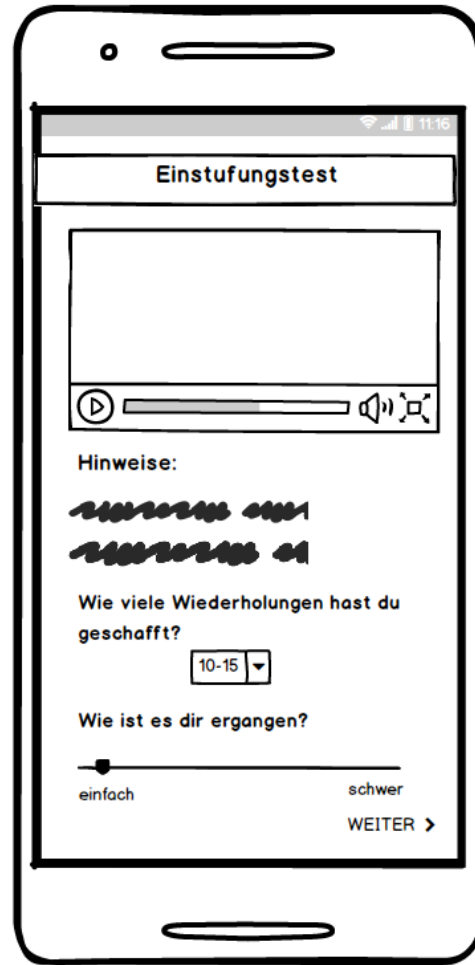 11:16
Einstufungstest
Hinweise:
Wie viele Wiederholungen hast du
geschafft?
10-15
Wie ist es dir ergangen?
einfach schwer
WEITER >